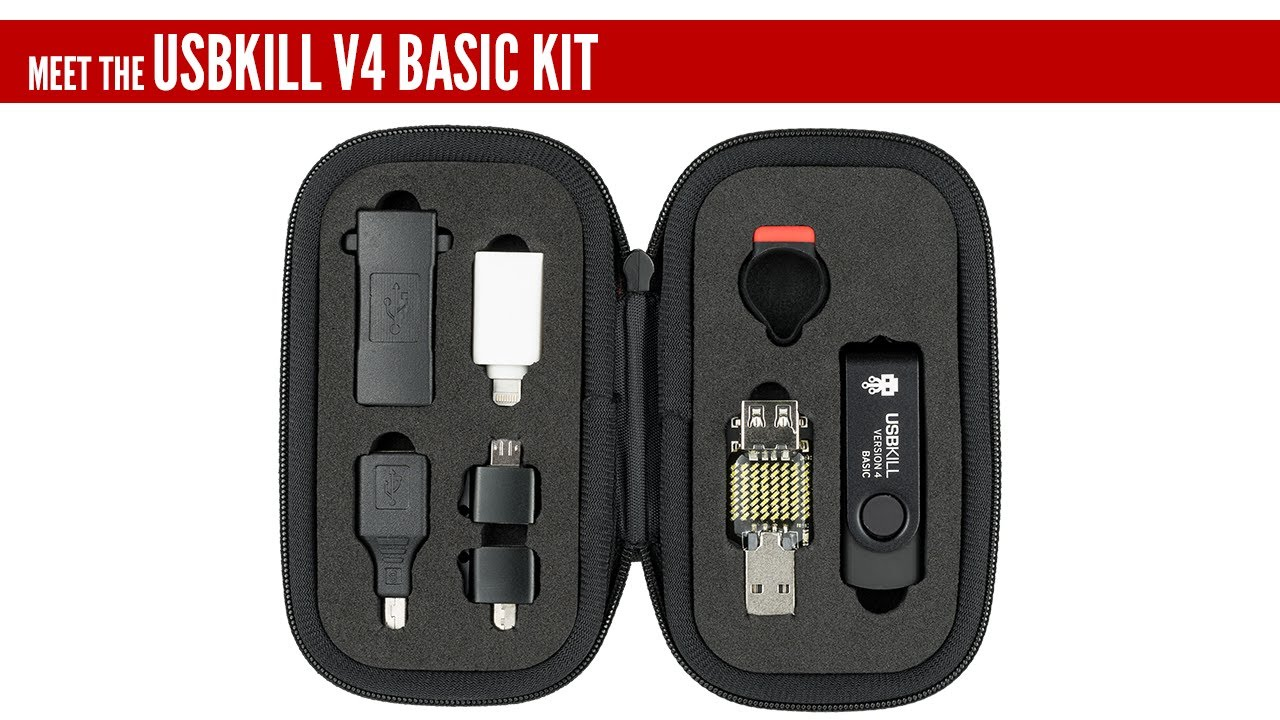 MEET THE USBKILL V4 BASIC KIT
USBKILL
VERSION 4
BASIC